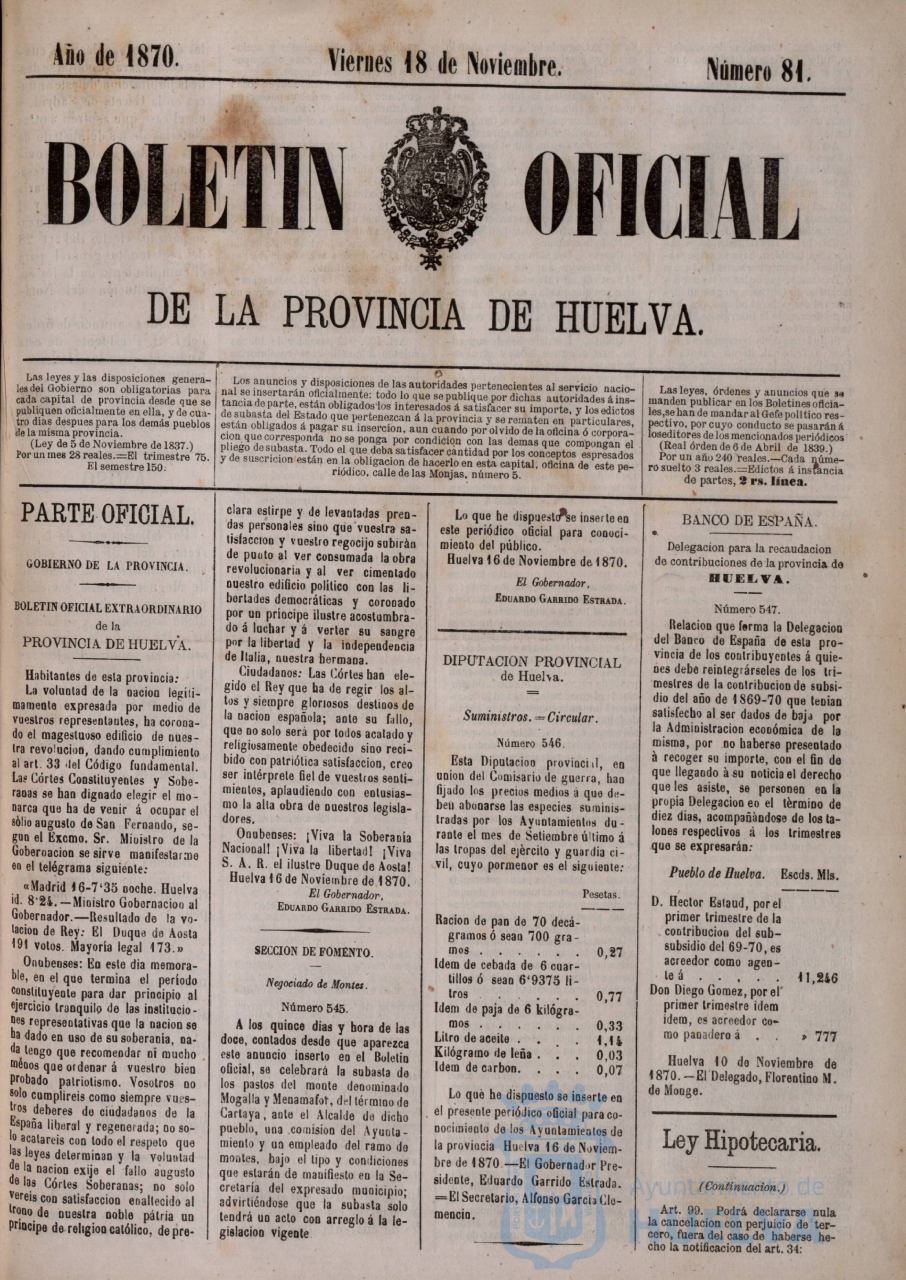 Año de 1870.
Viernes 18 de Noviembre.
Número 81.
BOLETIN OFICIAL
DE LA PROVINCIA DE HUELVA.
Las leyes y las disposiciones genera-
les del Gobierno son obligatorias para
cada capital de provincia desde que se
publiquen oficialmente en ella, y de cua-
tro dias despues para los demás pueblos
de la misma provincia.
(Ley de 5 de Noviembre de 1837.)
Por un mes 28 reales.=El trimestre 75.
El semestre 150.
Los anuncios y disposiciones de las autoridades pertenecientes al servicio nacio-
nal se insertarán oficialmente: todo lo que se publique por dichas autoridades á ins-
tancia de parte, están obligados los interesados á satisfacer su importe, y los edictos
de subasta del Estado que pertenezcan á la provincia y se rematen en particulares,
están obligados á pagar su insercion, aun cuando por olvido de la oficina ó corpora-
cion que corresponda no se ponga por condicion con las demas que compongan el
pliego de subasta. Todo el que deba satisfacer cantidad por los conceptos espresados
y de suscricion están en la obligacion de hacerlo en esta capital, oficina de este pe-
riódico, calle de las Monjas, número 5.
Las leyes, órdenes y anuncios que se
manden publicar en los Boletines oficia-
les, se han de mandar al Gefe político res-
pectivo, por cuyo conducto se pasarán á
los editores de los mencionados periódicos
(Real órden de 6 de Abril de 1839.)
Por un año 240 reales.—Cada núme-
ro suelto 3 reales.=Edictos á instancia
de partes, 2 rs. línea.
PARTE OFICIAL.
GOBIERNO DE LA PROVINCIA.
BOLETIN OFICIAL EXTRAORDINARIO
de la
PROVINCIA DE HUELVA.
Habitantes de esta provincia:
La voluntad de la nacion legíti-
mamente expresada por medio de
vuestros representantes, ha corona-
do el magestuoso edificio de nues-
tra revolucion, dando cumplimiento
al art. 33 del Código fundamental.
Las Córtes Constituyentes y Sobe-
ranas se han dignado elegir el mo-
narca que ha de venir á ocupar el
sólio augusto de San Fernando, se-
gun el Excmo. Sr. Ministro de la
Gobernacion se sirve manifestarme
en el telégrama siguiente:
«Madrid 16-7'35 noche. Huelva
id. 8'24.—Ministro Gobernacion al
Gobernador.—Resultado de la vo-
lacion de Rey: El Duque de Aosta
191 votos. Mayoría legal 173.»
Onubenses: En este dia memora-
ble, en el que termina el período
constituyente para dar principio al
ejercicio tranquilo de las institucio-
nes representativas que la nacion se
ha dado en uso de su soberanía, na-
da tengo que recomendar ni mucho
ménos que ordenar á vuestro bien
probado patriotismo. Vosotros no
solo cumplireis como siempre vues-
tros deberes de ciudadanos de la
España liberal y regenerada; no so-
lo acatareis con todo el respeto que
las leyes determinan y la voluntad
de la nacion exije el fallo augusto
de las Córtes Soberanas; no solo
vereis con satisfaccion enaltecido al
trono de nuestra noble pátria un
príncipe de religion católico, de pre-
clara estirpe y de levantadas pren-
das personales sino que vuestra sa-
tisfaccion y vuestro regocijo subirán
de punto al ver consumada la obra
revolucionaria y al ver cimentado
nuestro edificio político con las li-
bertades democráticas y coronado
por un príncipe ilustre acostumbra-
do á luchar y á verter su sangre
por la libertad y la independencia
de Italia, nuestra hermana.
Ciudadanos: Las Córtes han ele-
gido el Rey que ha de regir los al-
tos y siempre gloriosos destinos de
la nacion española; ante su fallo,
que no solo será por todos acatado y
religiosamente obedecido sino reci-
bido con patriótica satisfaccion, creo
ser intérprete fiel de vuestros senti-
mientos, aplaudiendo con entusias-
mo la alta obra de nuestros legisla-
dores.
Onubenses: ¡Viva la Soberanía
Nacional! ¡Viva la libertad! ¡Viva
S. A. R. el ilustre Duque de Aosta!
Huelva 16 de Noviembre de 1870.
El Gobernador,
EDUARDO GARRIDO ESTRADA.
SECCION DE FOMENTO.
Negociado de Montes.
Número 545.
A los quince dias y hora de las
doce, contados desde que aparezca
este anuncio inserto en el Boletin
oficial, se celebrará la subasta de
los pastos del monte denominado
Mogalla y Menamafot, del término de
Cartaya, ante el Alcalde de dicho
pueblo, una comision del Ayunta-
miento y un empleado del ramo de
montes, bajo el tipo y condiciones
que estarán de manifiesto en la Se-
cretaría del expresado municipio;
advirtiéndose que la subasta solo
tendrá un acto con arreglo á la le-
gislacion vigente
Lo que he dispuesto se inserte en
este periódico oficial para conoci-
miento del público.
Huelva 16 de Noviembre de 1870.
El Gobernador,
EDUARDO GARRIDO ESTRADA.
DIPUTACION PROVINCIAL
de Huelva.
Suministros.=Circular.
Número 546.
Esta Diputacion provincial, en
union del Comisario de guerra, han
fijado los precios medios á que de-
ben abonarse las especies suminis-
tradas por los Ayuntamientos du-
rante el mes de Setiembre último á
las tropas del ejército y guardia ci-
vil, cuyo pormenor es el siguiente:
Pesetas.
Racion de pan de 70 decá-
gramos ó sean 700 gra-
mos . . . . . . 0,27
Idem de cebada de 6 cuar-
tillos ó sean 6'9375 li-
tros . . . . . . 0,77
Idem de paja de 6 kilógra-
mos . . . . . . 0,33
Litro de aceite . . . . 1,14
Kilógramo de leña . . . 0,03
Idem de carbon. . . . 0,07
Lo que he dispuesto se inserte en
el presente periódico oficial para co-
nocimiento de los Ayuntamientos de
la provincia Huelva 16 de Noviem-
bre de 1870.—El Gobernador Pre-
sidente, Eduardo Garrido Estrada.
=El Secretario, Alfonso García Cle-
mencin.
BANCO DE ESPAÑA.
Delegacion para la recaudacion
de contribuciones de la provincia de
HUELVA.
Número 547.
Relacion que forma la Delegacion
del Banco de España de esta pro-
vincia de los contribuyentes á quie-
nes debe reintegrárseles de los tri-
mestres de la contribucion de subsi-
dio del año de 1869-70 que tenian
satisfecho al ser dados de baja por
la Administracion económica de la
misma, por no haberse presentado
á recoger su importe, con el fin de
que llegando á su noticia el derecho
que les asiste, se personen en la
propia Delegacion en el término de
diez dias, acompañándose de los ta-
lones respectivos á los trimestres
que se expresarán:
Pueblo de Huelva. Escds. Mls.
D. Hector Estaud, por el
primer trimestre de la
contribucion del sub-
subsidio del 69-70, es
acreedor como agen-
te á . . . . . 11,246
Don Diego Gomez, por el
primer trimestre idem
idem, es acreedor co-
mo panadero á . . » 777
Huelva 10 de Noviembre de
1870.—El Delegado, Florentino M.
de Monge.
Ley Hipotecaria.
(Continuacion.)
Art. 99. Podrá declararse nula
la cancelacion con perjuicio de ter-
cero, fuera del caso de haberse he-
cho la notificacion del art. 34:
Ayuntamiento de